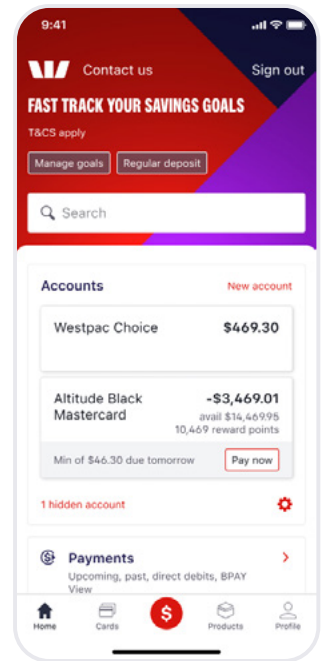 9:41
Contact us
Sign out
FAST TRACK YOUR SAVINGS GOALS
T&CS apply
Manage goals
Regular deposit
Search
Accounts
New account
Westpac Choice
$469.30
Altitude Black
Mastercard
-$3,469.01
avail $14,469.95
10,469 reward points
Min of $46.30 due tomorrow
Pay now
1 hidden account
Payments
Upcoming, past, direct debits, BPAY
View
Home
Cards
$
Products
Profile